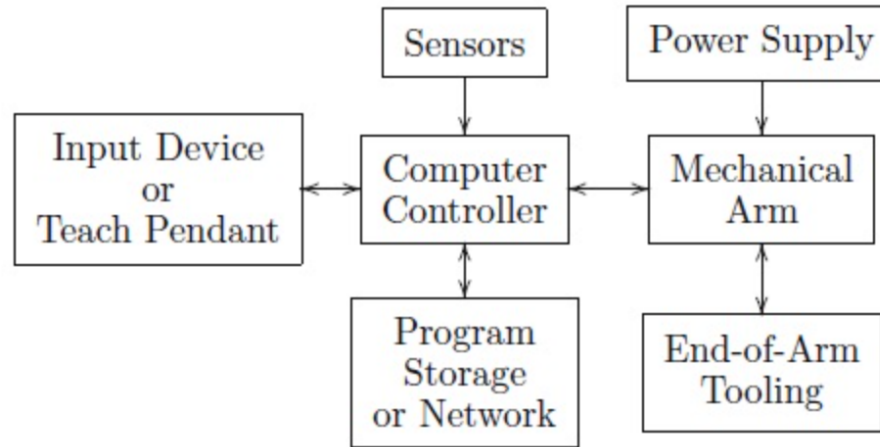 Sensors
Power Supply
Input Device
or
Teach Pendant
Computer
Controller
Mechanical
Arm
Program
Storage
or Network
End-of-Arm
Tooling